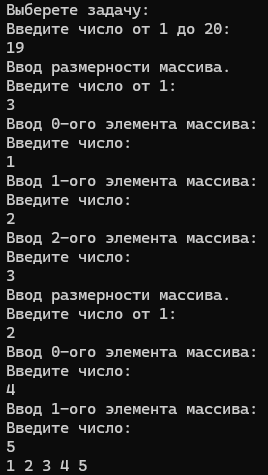 Выберете задачу:
Введите число от 1 до 20:
19
Ввод размерности массива.
Введите число от 1:
3
Ввод 0-ого элемента массива:
Введите число:
1
Ввод 1-ого элемента массива:
Введите число:
2
Ввод 2-ого элемента массива:
Введите число:
3
Ввод размерности массива.
Введите число от 1:
2
Ввод 0-ого элемента массива:
Введите число:
4
Ввод 1-ого элемента массива:
Введите число:
5
1 2 3 4 5